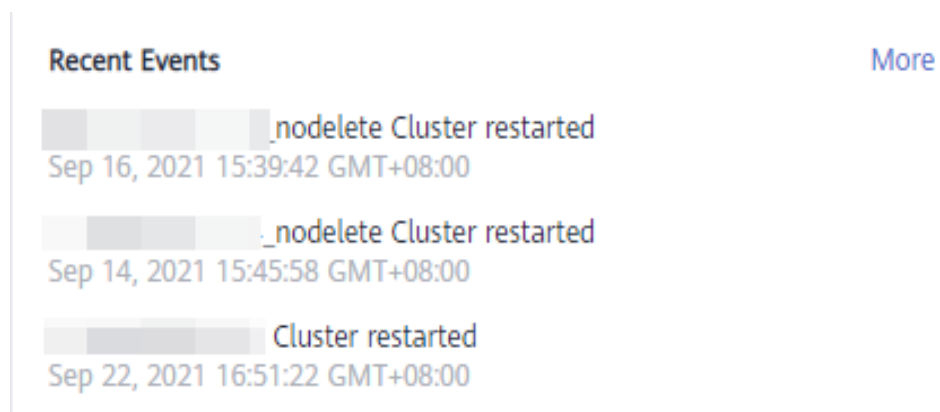 Recent Events
More
_nodelete Cluster restarted
Sep 16, 2021 15:39:42 GMT+08:00
_nodelete Cluster restarted
Sep 14, 2021 15:45:58 GMT+08:00
Cluster restarted
Sep 22, 2021 16:51:22 GMT+08:00